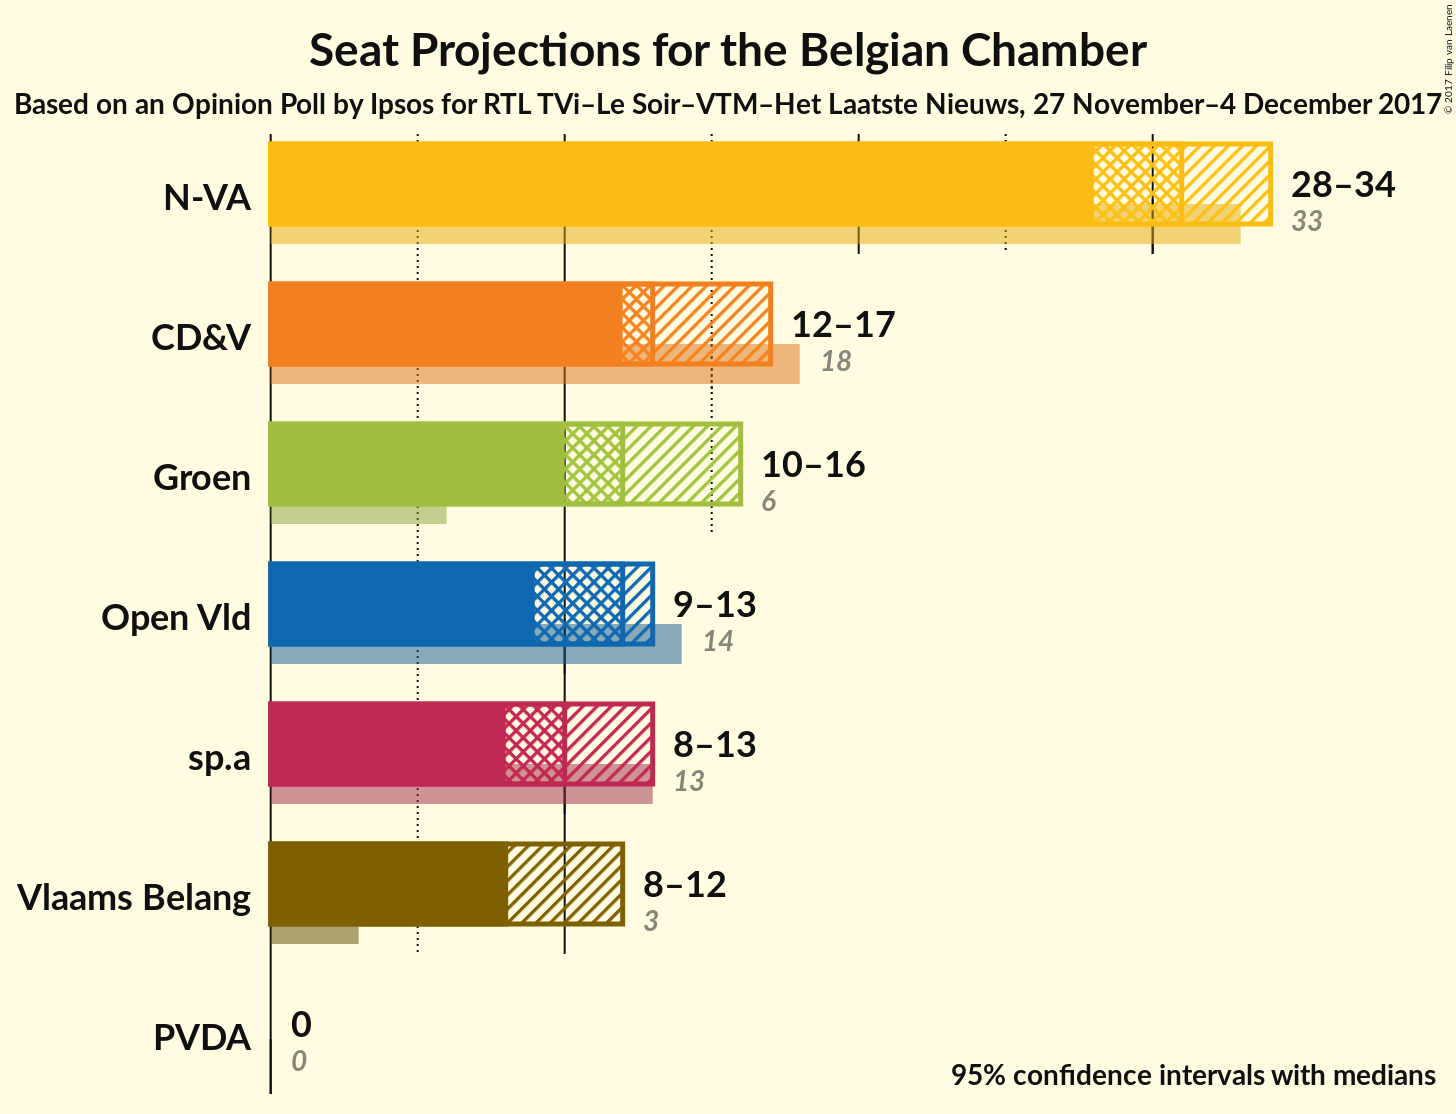 Seat Projections for the Belgian Chamber
Based on an Opinion Poll by Ipsos for RTL TVi–Le Soir–VTM–Het Laatste Nieuws, 27 November–4 December 2017
© 2017 Filip van Laenen
N-VA
28–34
33
CD&V
12–17
18
Groen
10–16
6
Open Vld
9–13
14
sp.a
8–13
13
Vlaams Belang
8–12
3
PVDA
0
0
95% confidence intervals with medians